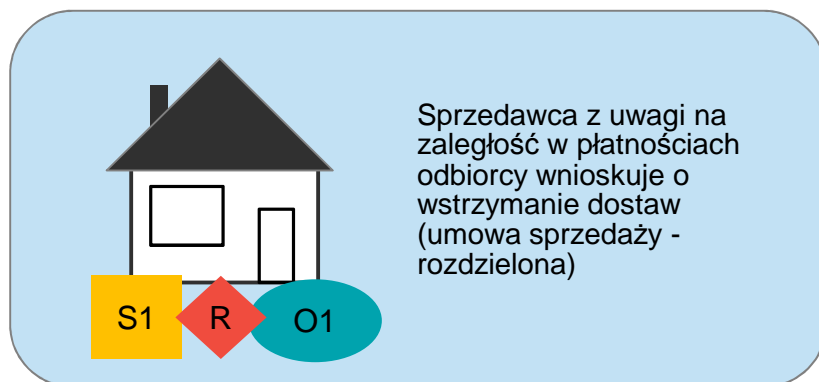 Sprzedawca z uwagi na
zaległość w płatnościach
odbiorcy wnioskuje o
wstrzymanie dostaw
(umowa sprzedaży -
rozdzielona)
S1 R O1